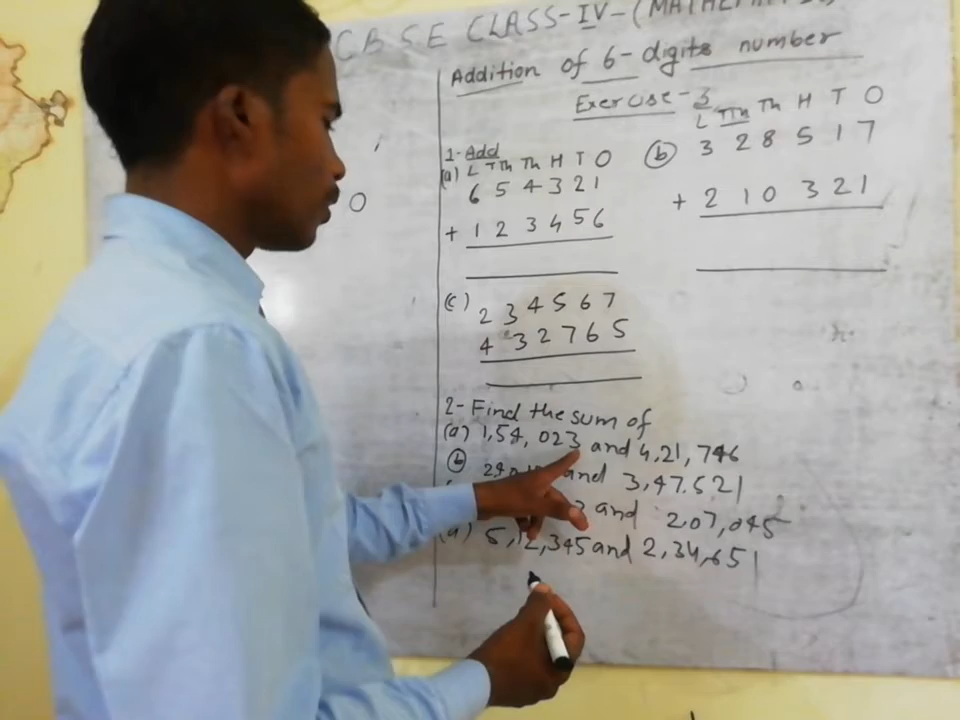 CBSE CLASS-IV-(MATHEMATI
Addition of 6-digits number
Exercise-3
1-Add
(a) L TTh Th H T O
6 5 4 3 2 1
+ 1 2 3 4 5 6
(b) L TTh Th H T O
3 2 8 5 1 7
+ 2 1 0 3 2 1
(c) 2 3 4 5 6 7
4 3 2 7 6 5
2-Find the sum of
(a) 1,54,023 and 4,21,746
(b) and 3,47,521
3 and 2,07,045
(d) 5,12,345 and 2,34,651
O